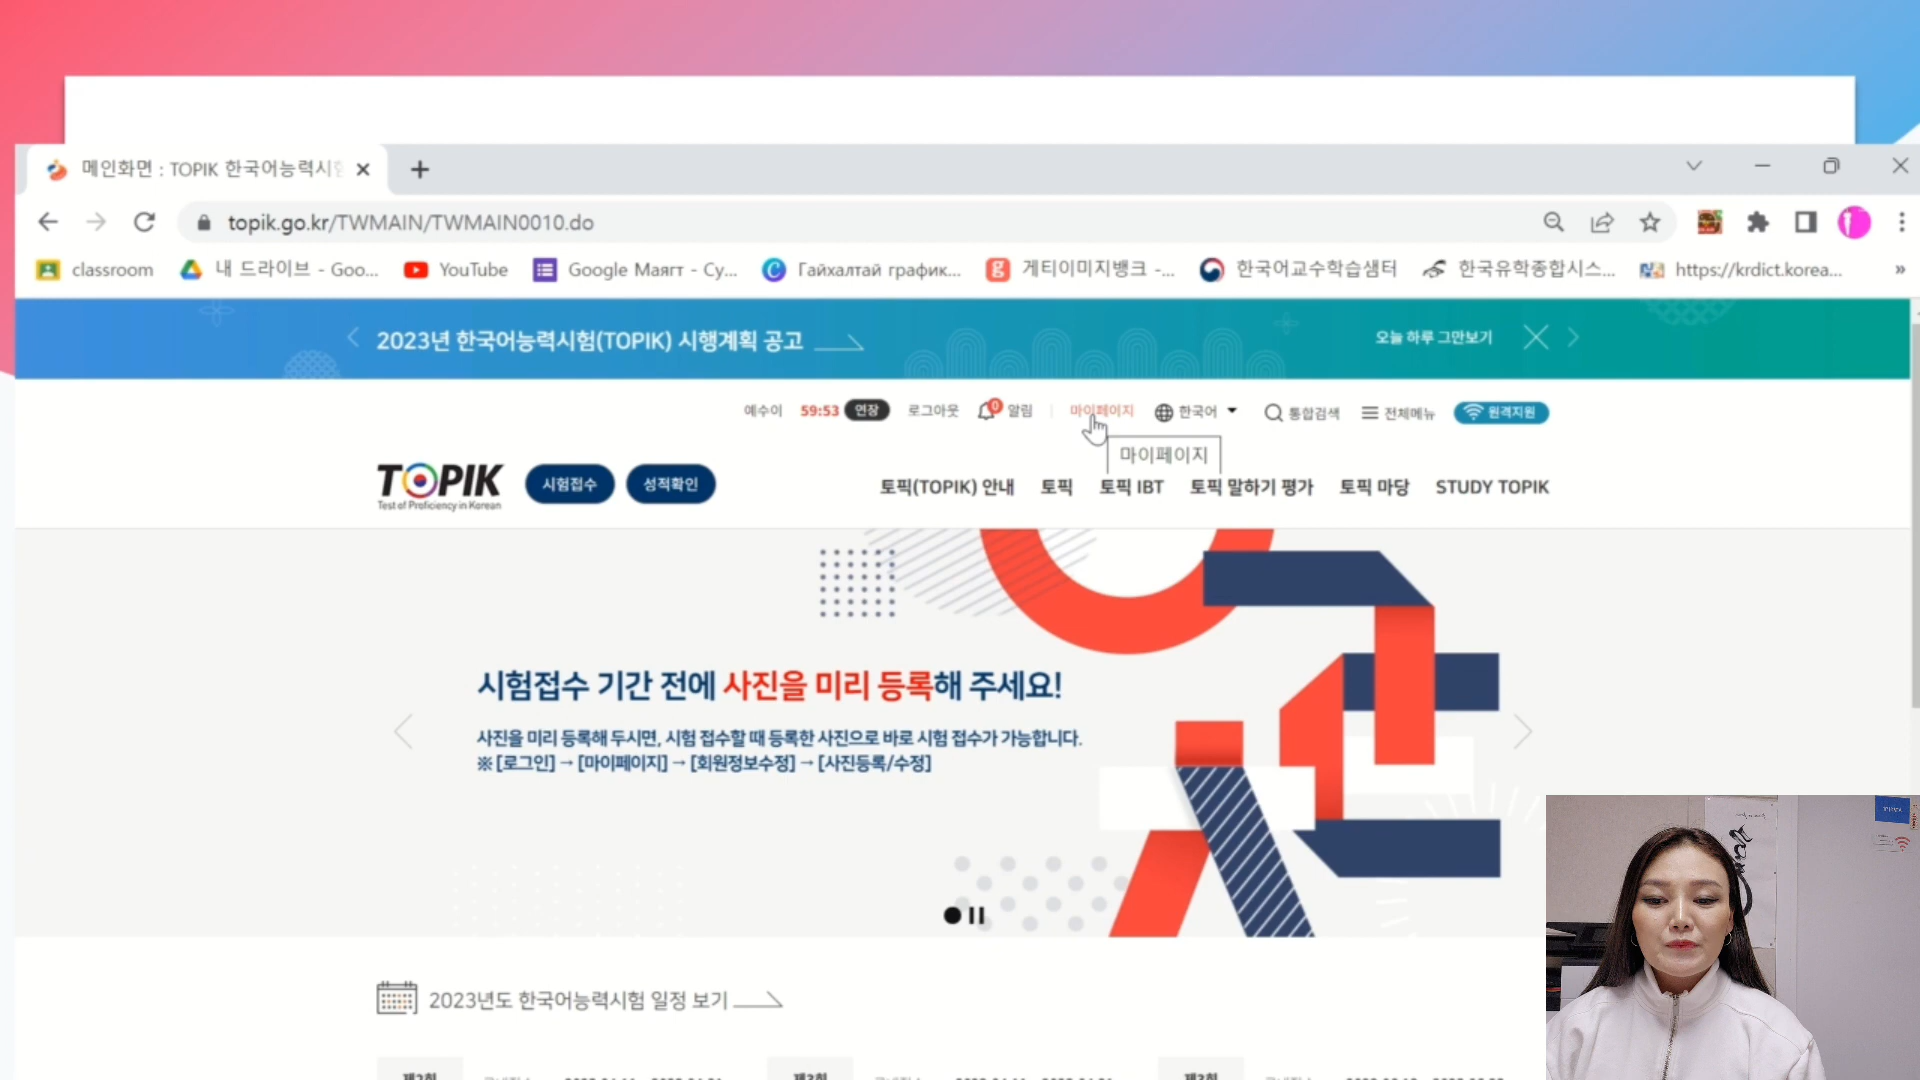 메인화면 : TOPIK 한국어능력시험
topik.go.kr/TWMAIN/TWMAIN0010.do
classroom 내 드라이브 - Goo... YouTube Google Маягт - Су... Гайхалтай график... 게티이미지뱅크 -... 한국어교수학습샘터 한국유학종합시스... https://krdict.korea... »
2023년 한국어능력시험(TOPIK) 시행계획 공고
오늘 하루 그만보기
예수이 59:53 연장 로그아웃 0 알림 마이페이지 한국어 통합검색 전체메뉴 원격지원
마이페이지
TOPIK 시험접수 성적확인
Test of Proficiency in Korean
토픽(TOPIK) 안내 토픽 토픽 IBT 토픽 말하기 평가 토픽 마당 STUDY TOPIK
시험접수 기간 전에 사진을 미리 등록해 주세요!
사진을 미리 등록해 두시면, 시험 접수할 때 등록한 사진으로 바로 시험 접수가 가능합니다.
※ [로그인] → [마이페이지] → [회원정보수정] → [사진등록/수정]
2023년도 한국어능력시험 일정 보기